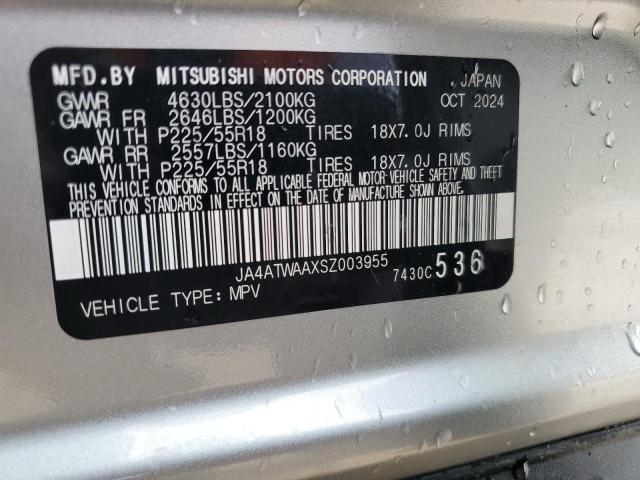 MFD.BY MITSUBISHI MOTORS CORPORATION JAPAN
GWR 4630LBS/2100KG OCT 2024
GAWR FR 2646LBS/1200KG
WITH P225/55R18 TIRES 18X7.0J RIMS
GAWR RR 2557LBS/1160KG
WITH P225/55R18 TIRES 18X7.0J RIMS
THIS VEHICLE CONFORMS TO ALL APPLICABLE FEDERAL MOTOR VEHICLE SAFETY AND THEFT
PREVENTION STANDARDS IN EFFECT ON THE DATE OF MANUFACTURE SHOWN ABOVE.
JA4ATWAAXSZ003955 7430C 536
VEHICLE TYPE: MPV